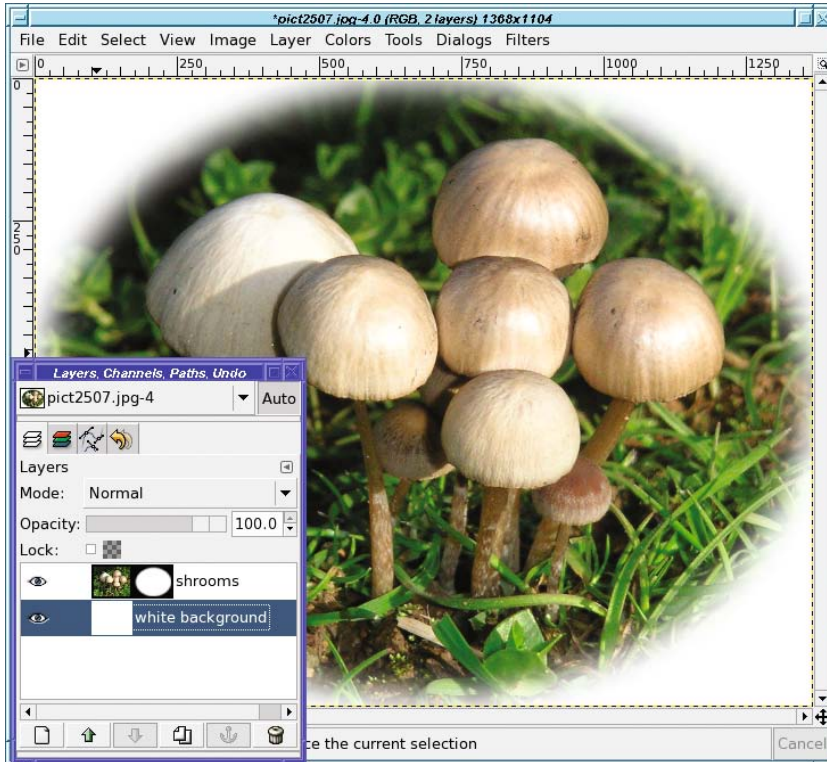 *pict2507.jpg-4.0 (RGB, 2 layers) 1368x1104
File Edit Select View Image Layer Colors Tools Dialogs Filters
0 250 500 750 1000 1250
0
250
Layers, Channels, Paths, Undo
pict2507.jpg-4 Auto
Layers
Mode: Normal
Opacity: 100.0
Lock:
shrooms
white background
the current selection
Cancel